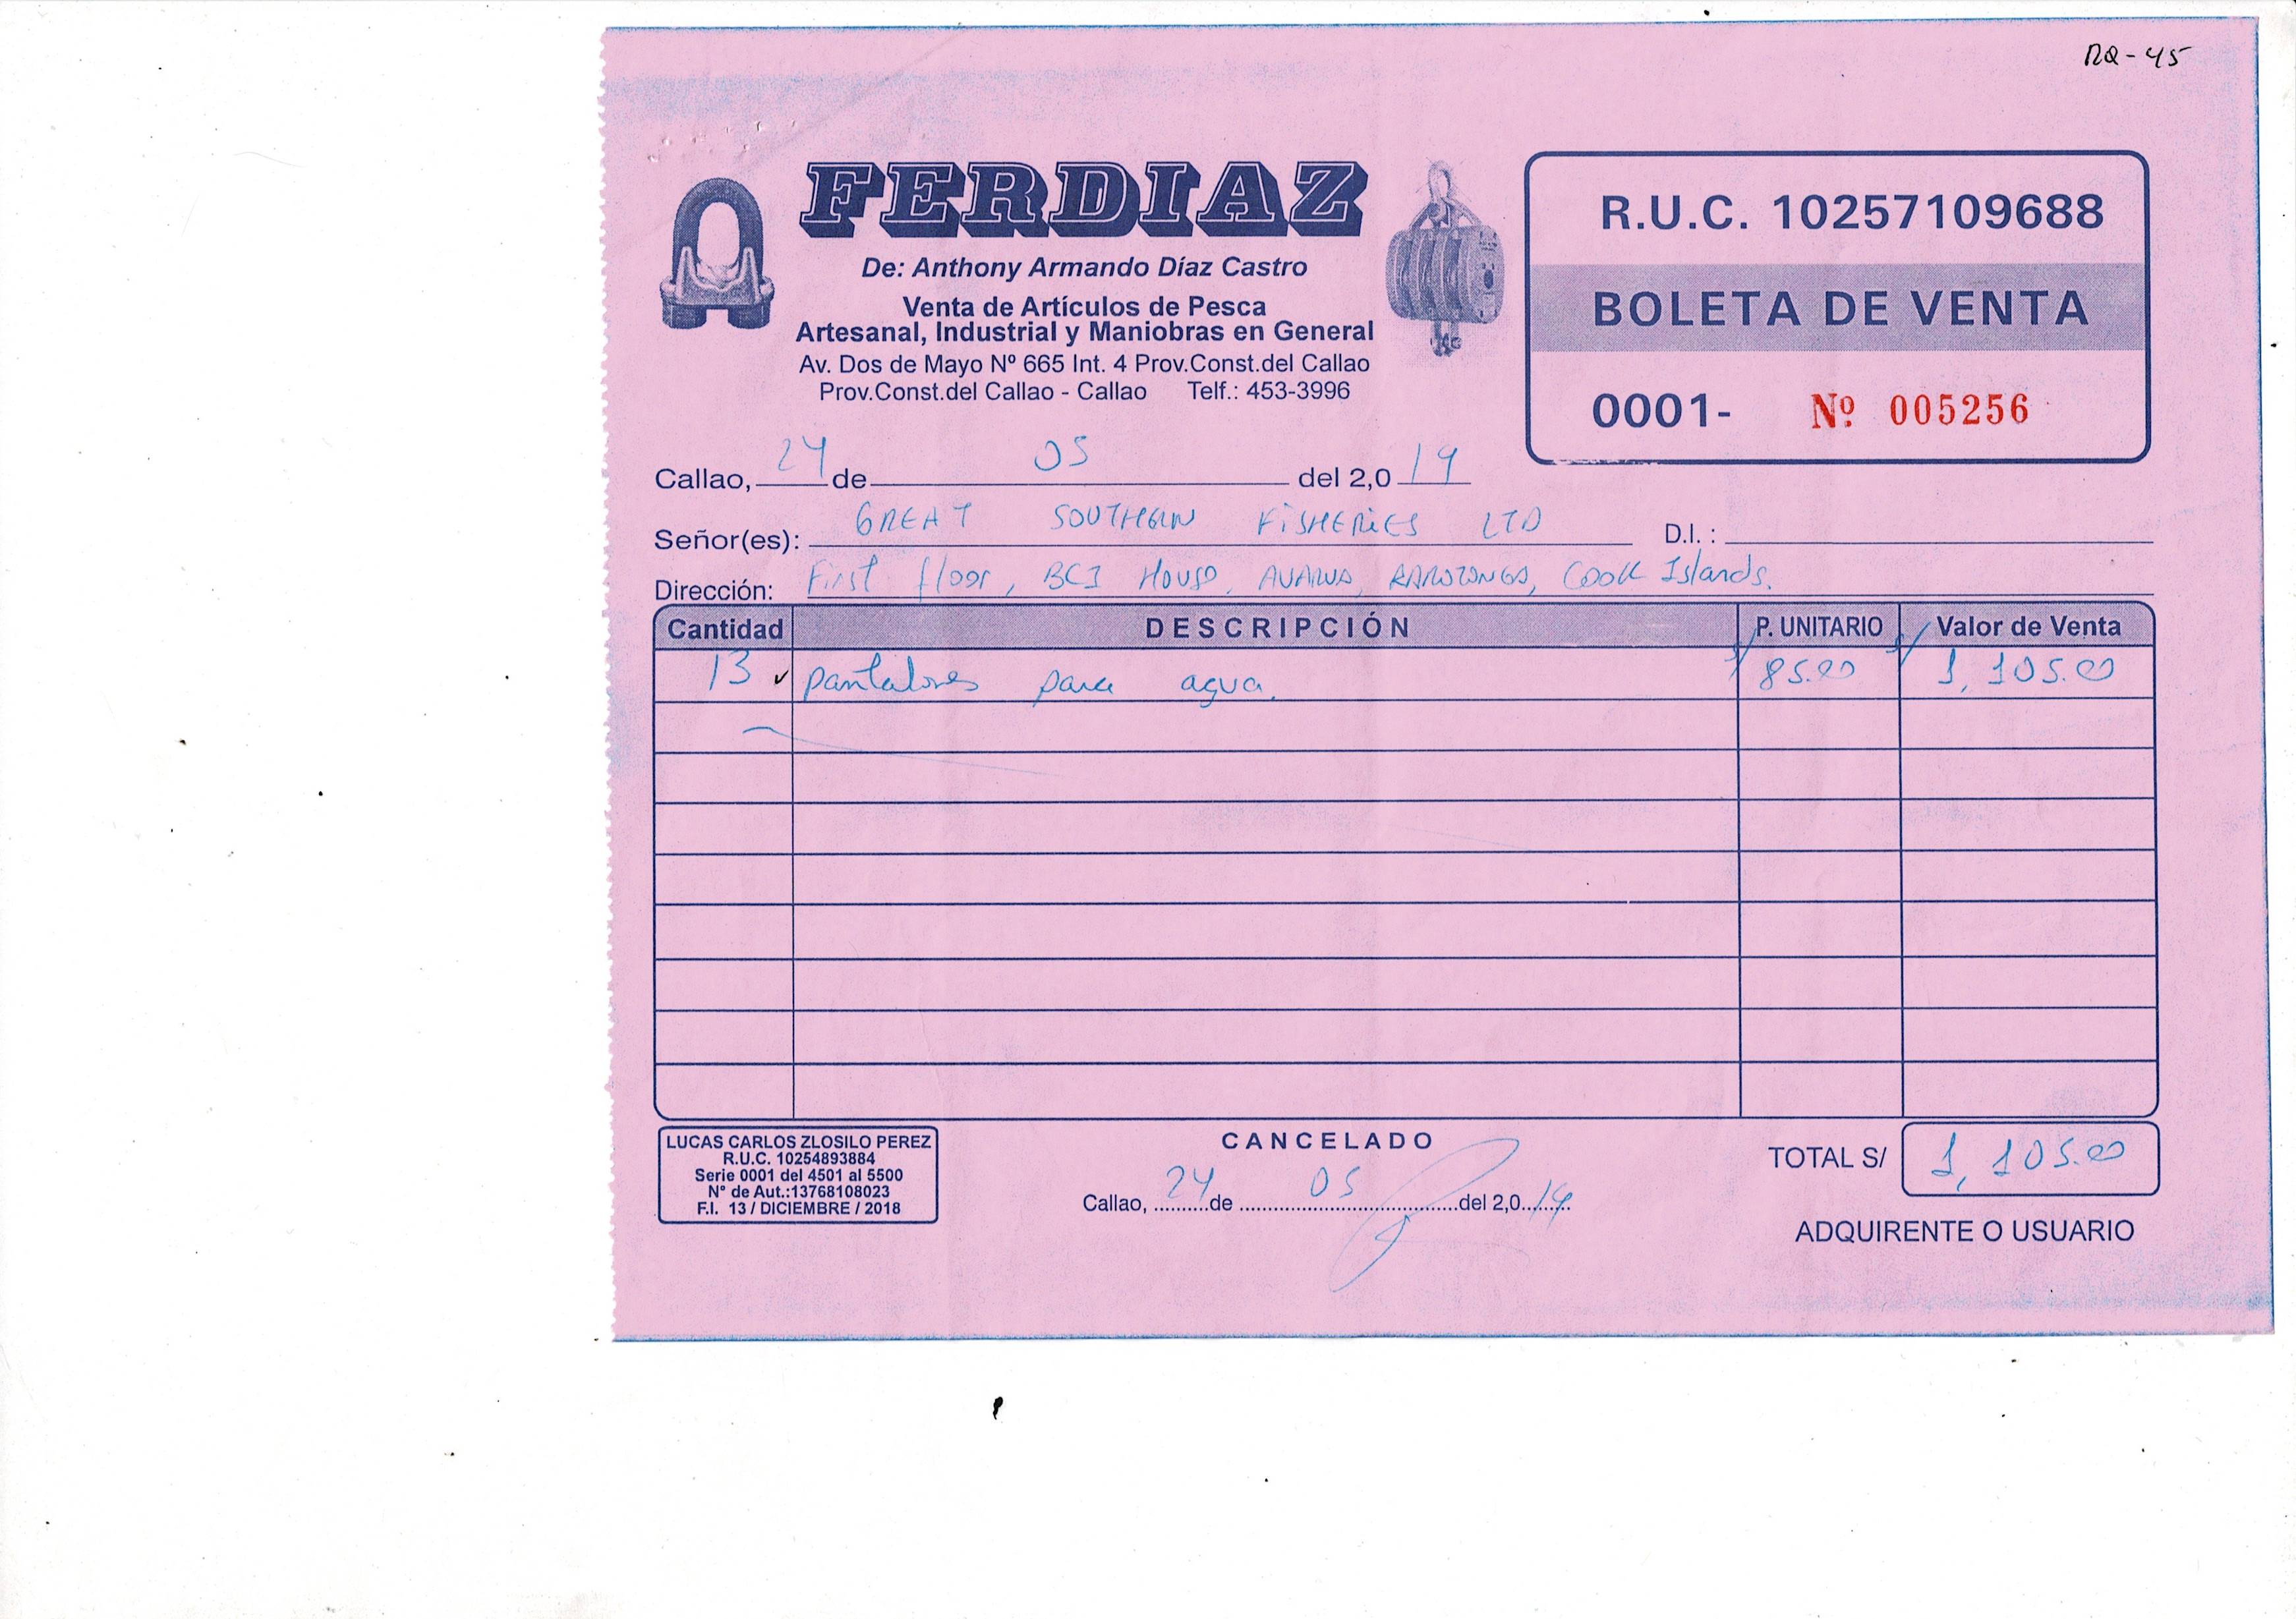 RQ-45
FERDIAZ
De: Anthony Armando Díaz Castro
Venta de Artículos de Pesca
Artesanal, Industrial y Maniobras en General
Av. Dos de Mayo Nº 665 Int. 4 Prov.Const.del Callao
Prov.Const.del Callao - Callao Telf.: 453-3996
R.U.C. 10257109688
BOLETA DE VENTA
0001- Nº 005256
Callao, 24 de 05 del 2,0 19
Señor(es): GREAT SOUTHERN FISHERIES LTD D.I. :
Dirección: First floor, BCI House, AVARUA, RAROTONGA, COOK Islands.
Cantidad DESCRIPCIÓN P. UNITARIO Valor de Venta
13 pantalones para agua. S/ 85.00 S/ 1,105.00
LUCAS CARLOS ZLOSILO PEREZ
R.U.C. 10254893884
Serie 0001 del 4501 al 5500
N° de Aut.:13768108023
F.I. 13 / DICIEMBRE / 2018
CANCELADO
Callao, 24 de 05 del 2,0 19
TOTAL S/ 1,105.00
ADQUIRENTE O USUARIO